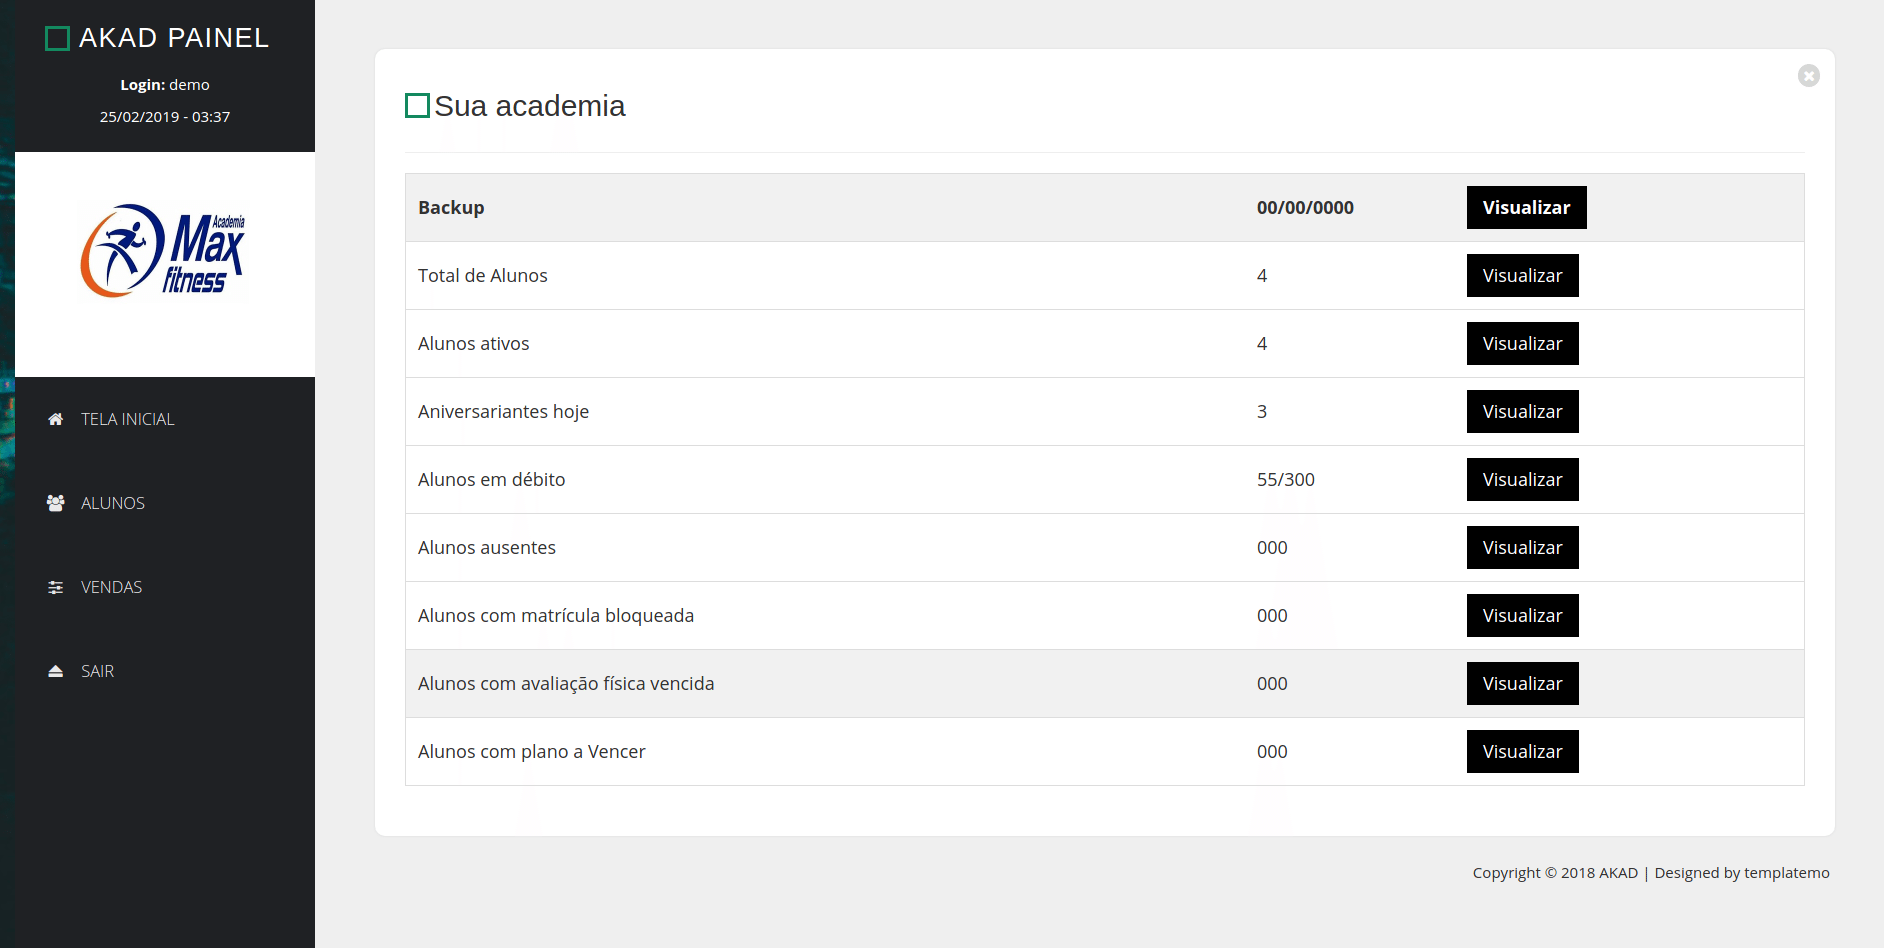 AKAD PAINEL
Login: demo
25/02/2019 - 03:37
Academia
Max
fitness
TELA INICIAL
ALUNOS
VENDAS
SAIR
Sua academia
Backup 00/00/0000 Visualizar
Total de Alunos 4 Visualizar
Alunos ativos 4 Visualizar
Aniversariantes hoje 3 Visualizar
Alunos em débito 55/300 Visualizar
Alunos ausentes 000 Visualizar
Alunos com matrícula bloqueada 000 Visualizar
Alunos com avaliação física vencida 000 Visualizar
Alunos com plano a Vencer 000 Visualizar
Copyright © 2018 AKAD | Designed by templatemo